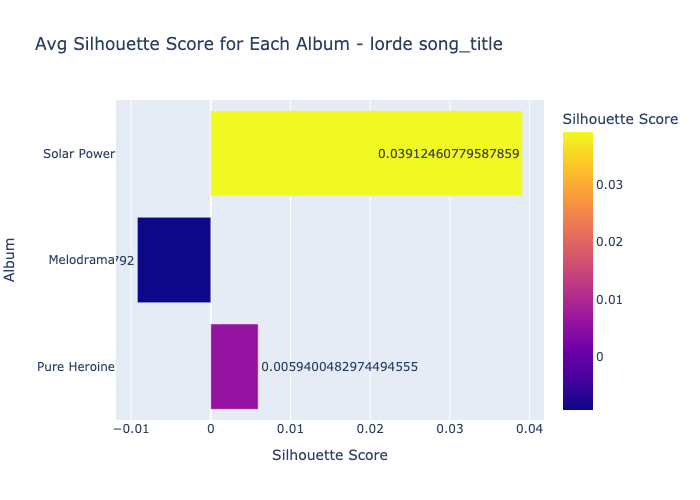 Avg Silhouette Score for Each Album - lorde song_title
Silhouette Score
Album
Solar Power
0.03912460779587859
Melodrama
792
Pure Heroine
0.0059400482974494555
0.03
0.02
0.01
0
−0.01
0
0.01
0.02
0.03
0.04
Silhouette Score